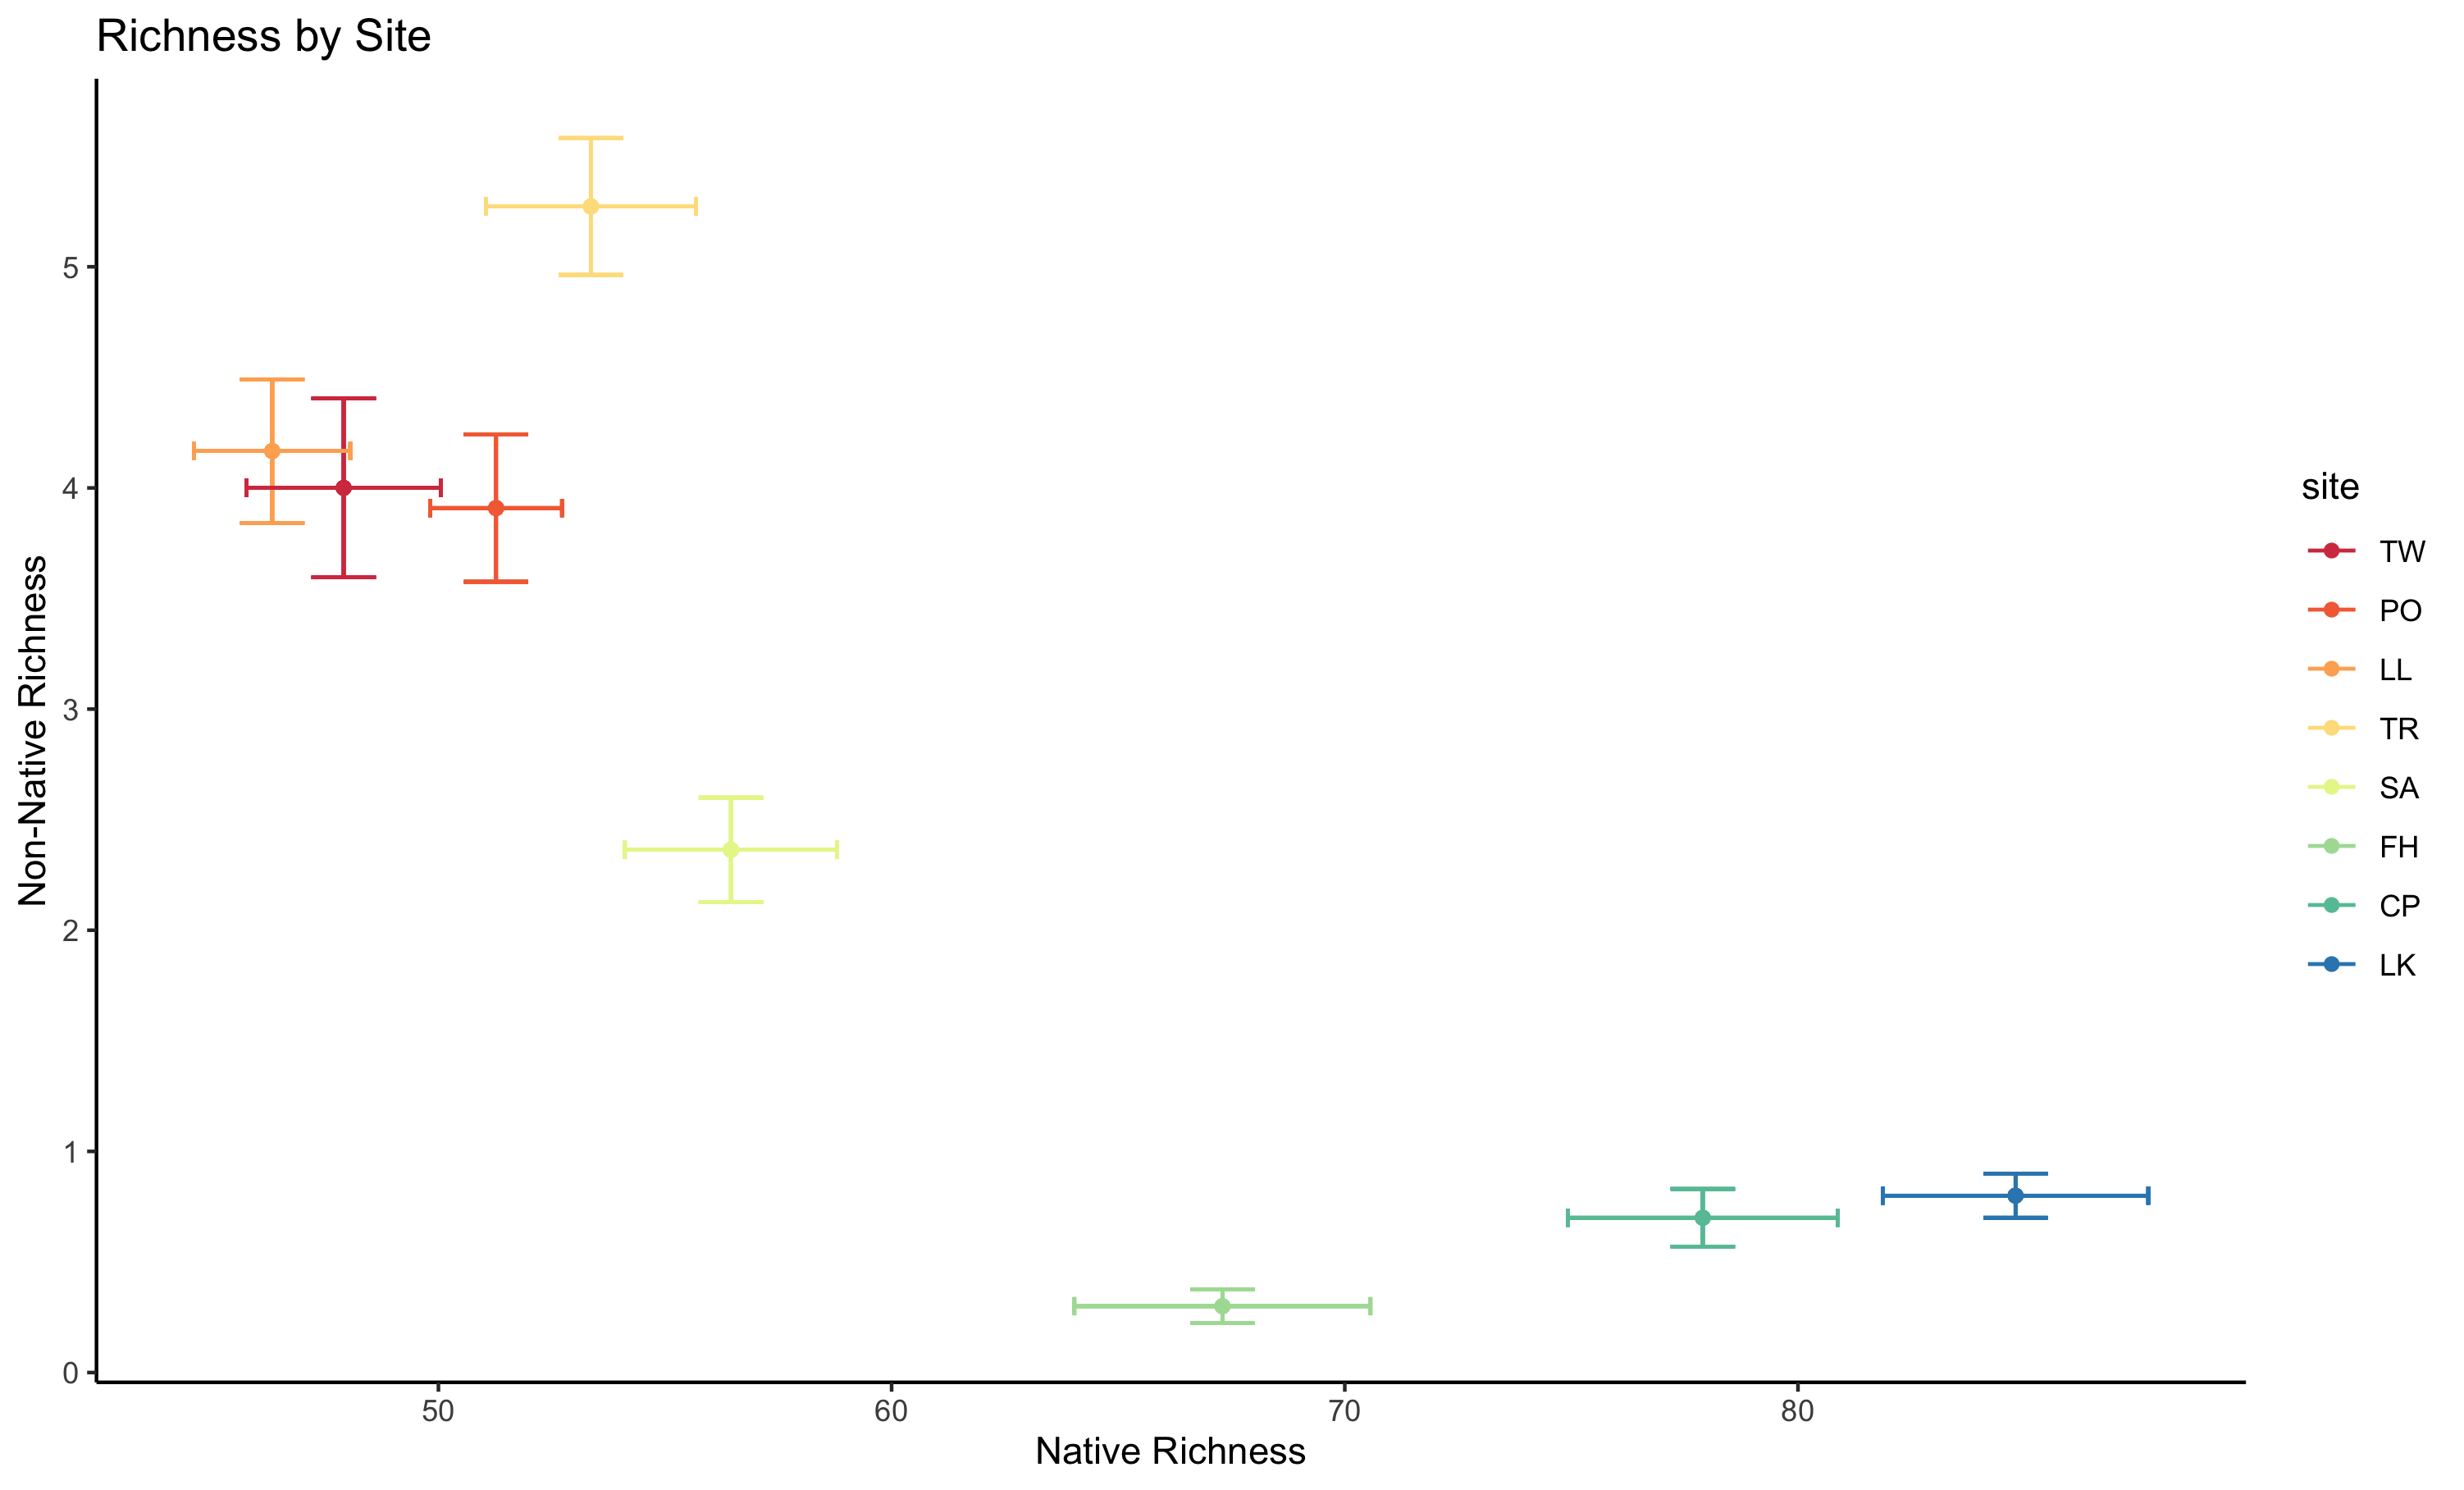 Richness by Site
Non-Native Richness
5
4
3
2
1
0
50 60 70 80
Native Richness
site
TW
PO
LL
TR
SA
FH
CP
LK